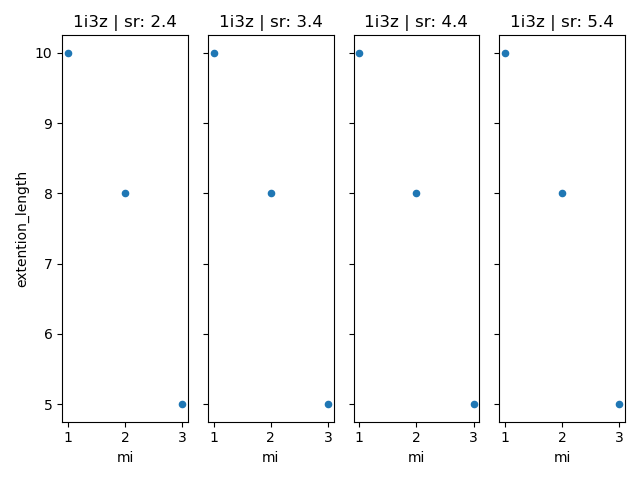 1i3z | sr: 2.4
1i3z | sr: 3.4
1i3z | sr: 4.4
1i3z | sr: 5.4
extention_length
10
9
8
7
6
5
1 2 3
1 2 3
1 2 3
1 2 3
mi
mi
mi
mi